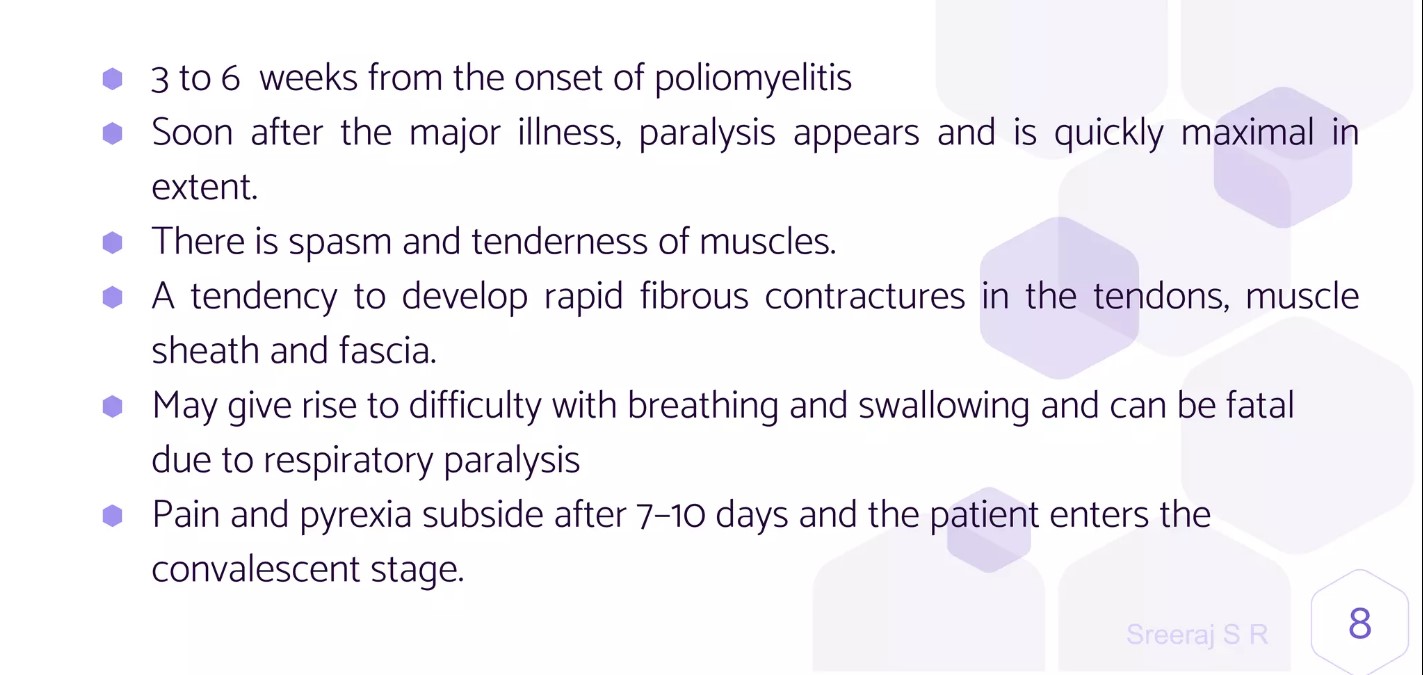 3 to 6  weeks from the onset of poliomyelitis
Soon after the major illness, paralysis appears and is quickly maximal in
extent.
There is spasm and tenderness of muscles.
A tendency to develop rapid fibrous contractures in the tendons, muscle
sheath and fascia.
May give rise to difficulty with breathing and swallowing and can be fatal
due to respiratory paralysis
Pain and pyrexia subside after 7–10 days and the patient enters the
convalescent stage.
Sreeraj S R
8